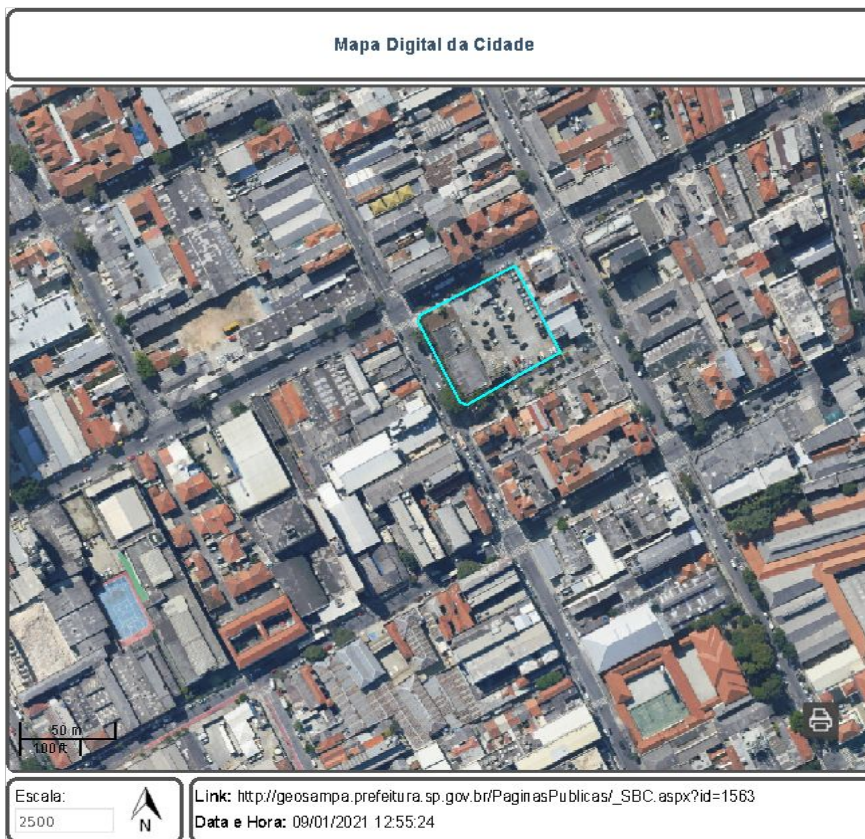 Mapa Digital da Cidade
50 m
100 ft
Escala:
2500
N
Link: http://geosampa.prefeitura.sp.gov.br/PaginasPublicas/_SBC.aspx?id=1563
Data e Hora: 09/01/2021 12:55:24